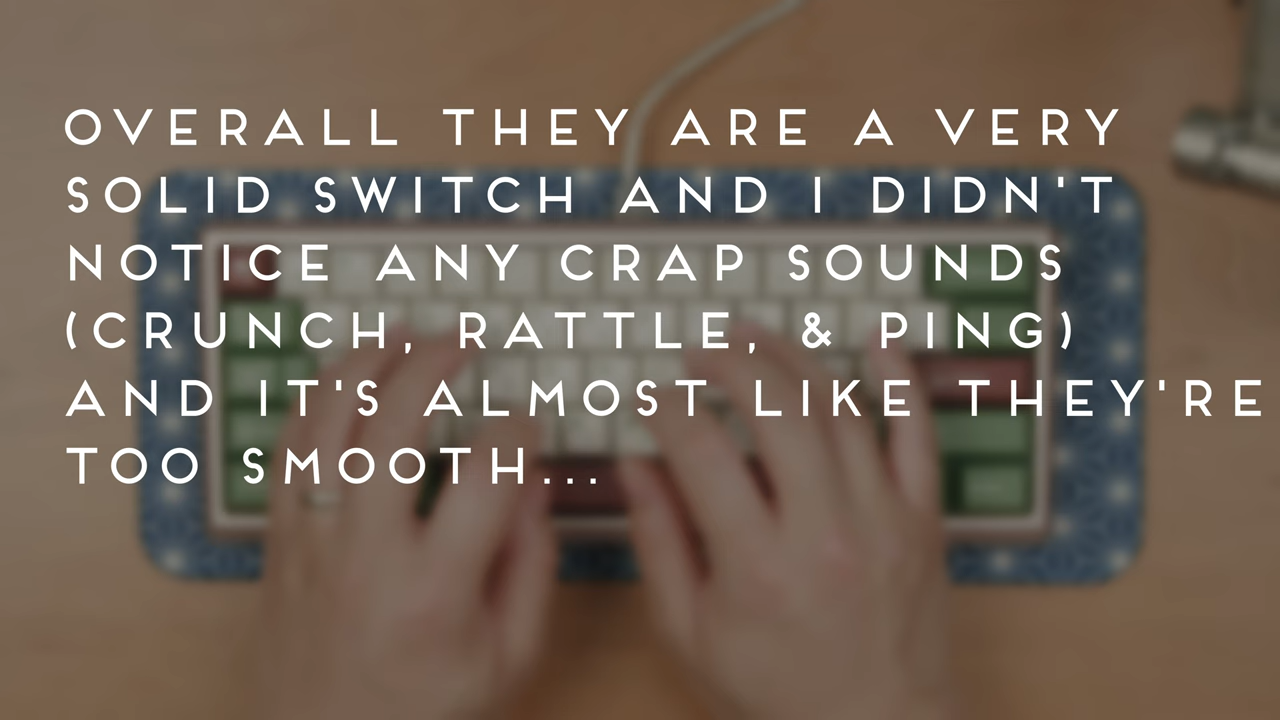 OVERALL THEY ARE A VERY
SOLID SWITCH AND I DIDN'T
NOTICE ANY CRAP SOUNDS
(CRUNCH, RATTLE, & PING)
AND IT'S ALMOST LIKE THEY'RE
TOO SMOOTH...